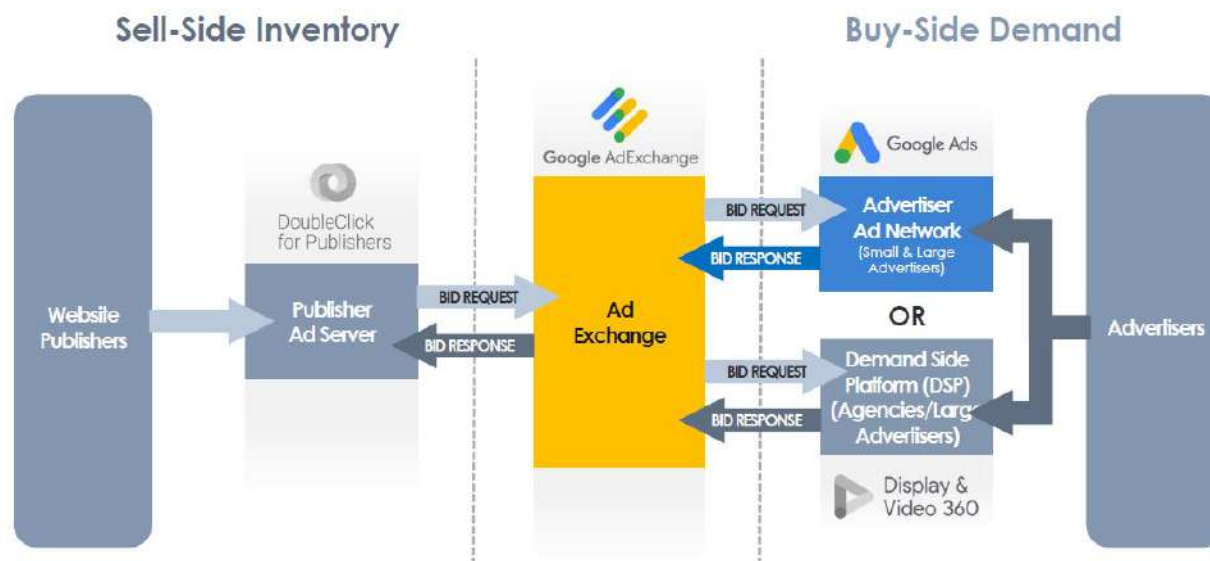 Sell-Side Inventory
Buy-Side Demand
Website
Publishers
DoubleClick
for Publishers
Publisher
Ad Server
BID REQUEST
BID RESPONSE
Google AdExchange
Ad
Exchange
BID REQUEST
BID RESPONSE
BID REQUEST
BID RESPONSE
Google Ads
Advertiser
Ad Network
(Small & Large
Advertisers)
OR
Demand Side
Platform (DSP)
(Agencies/Large
Advertisers)
Display &
Video 360
Advertisers